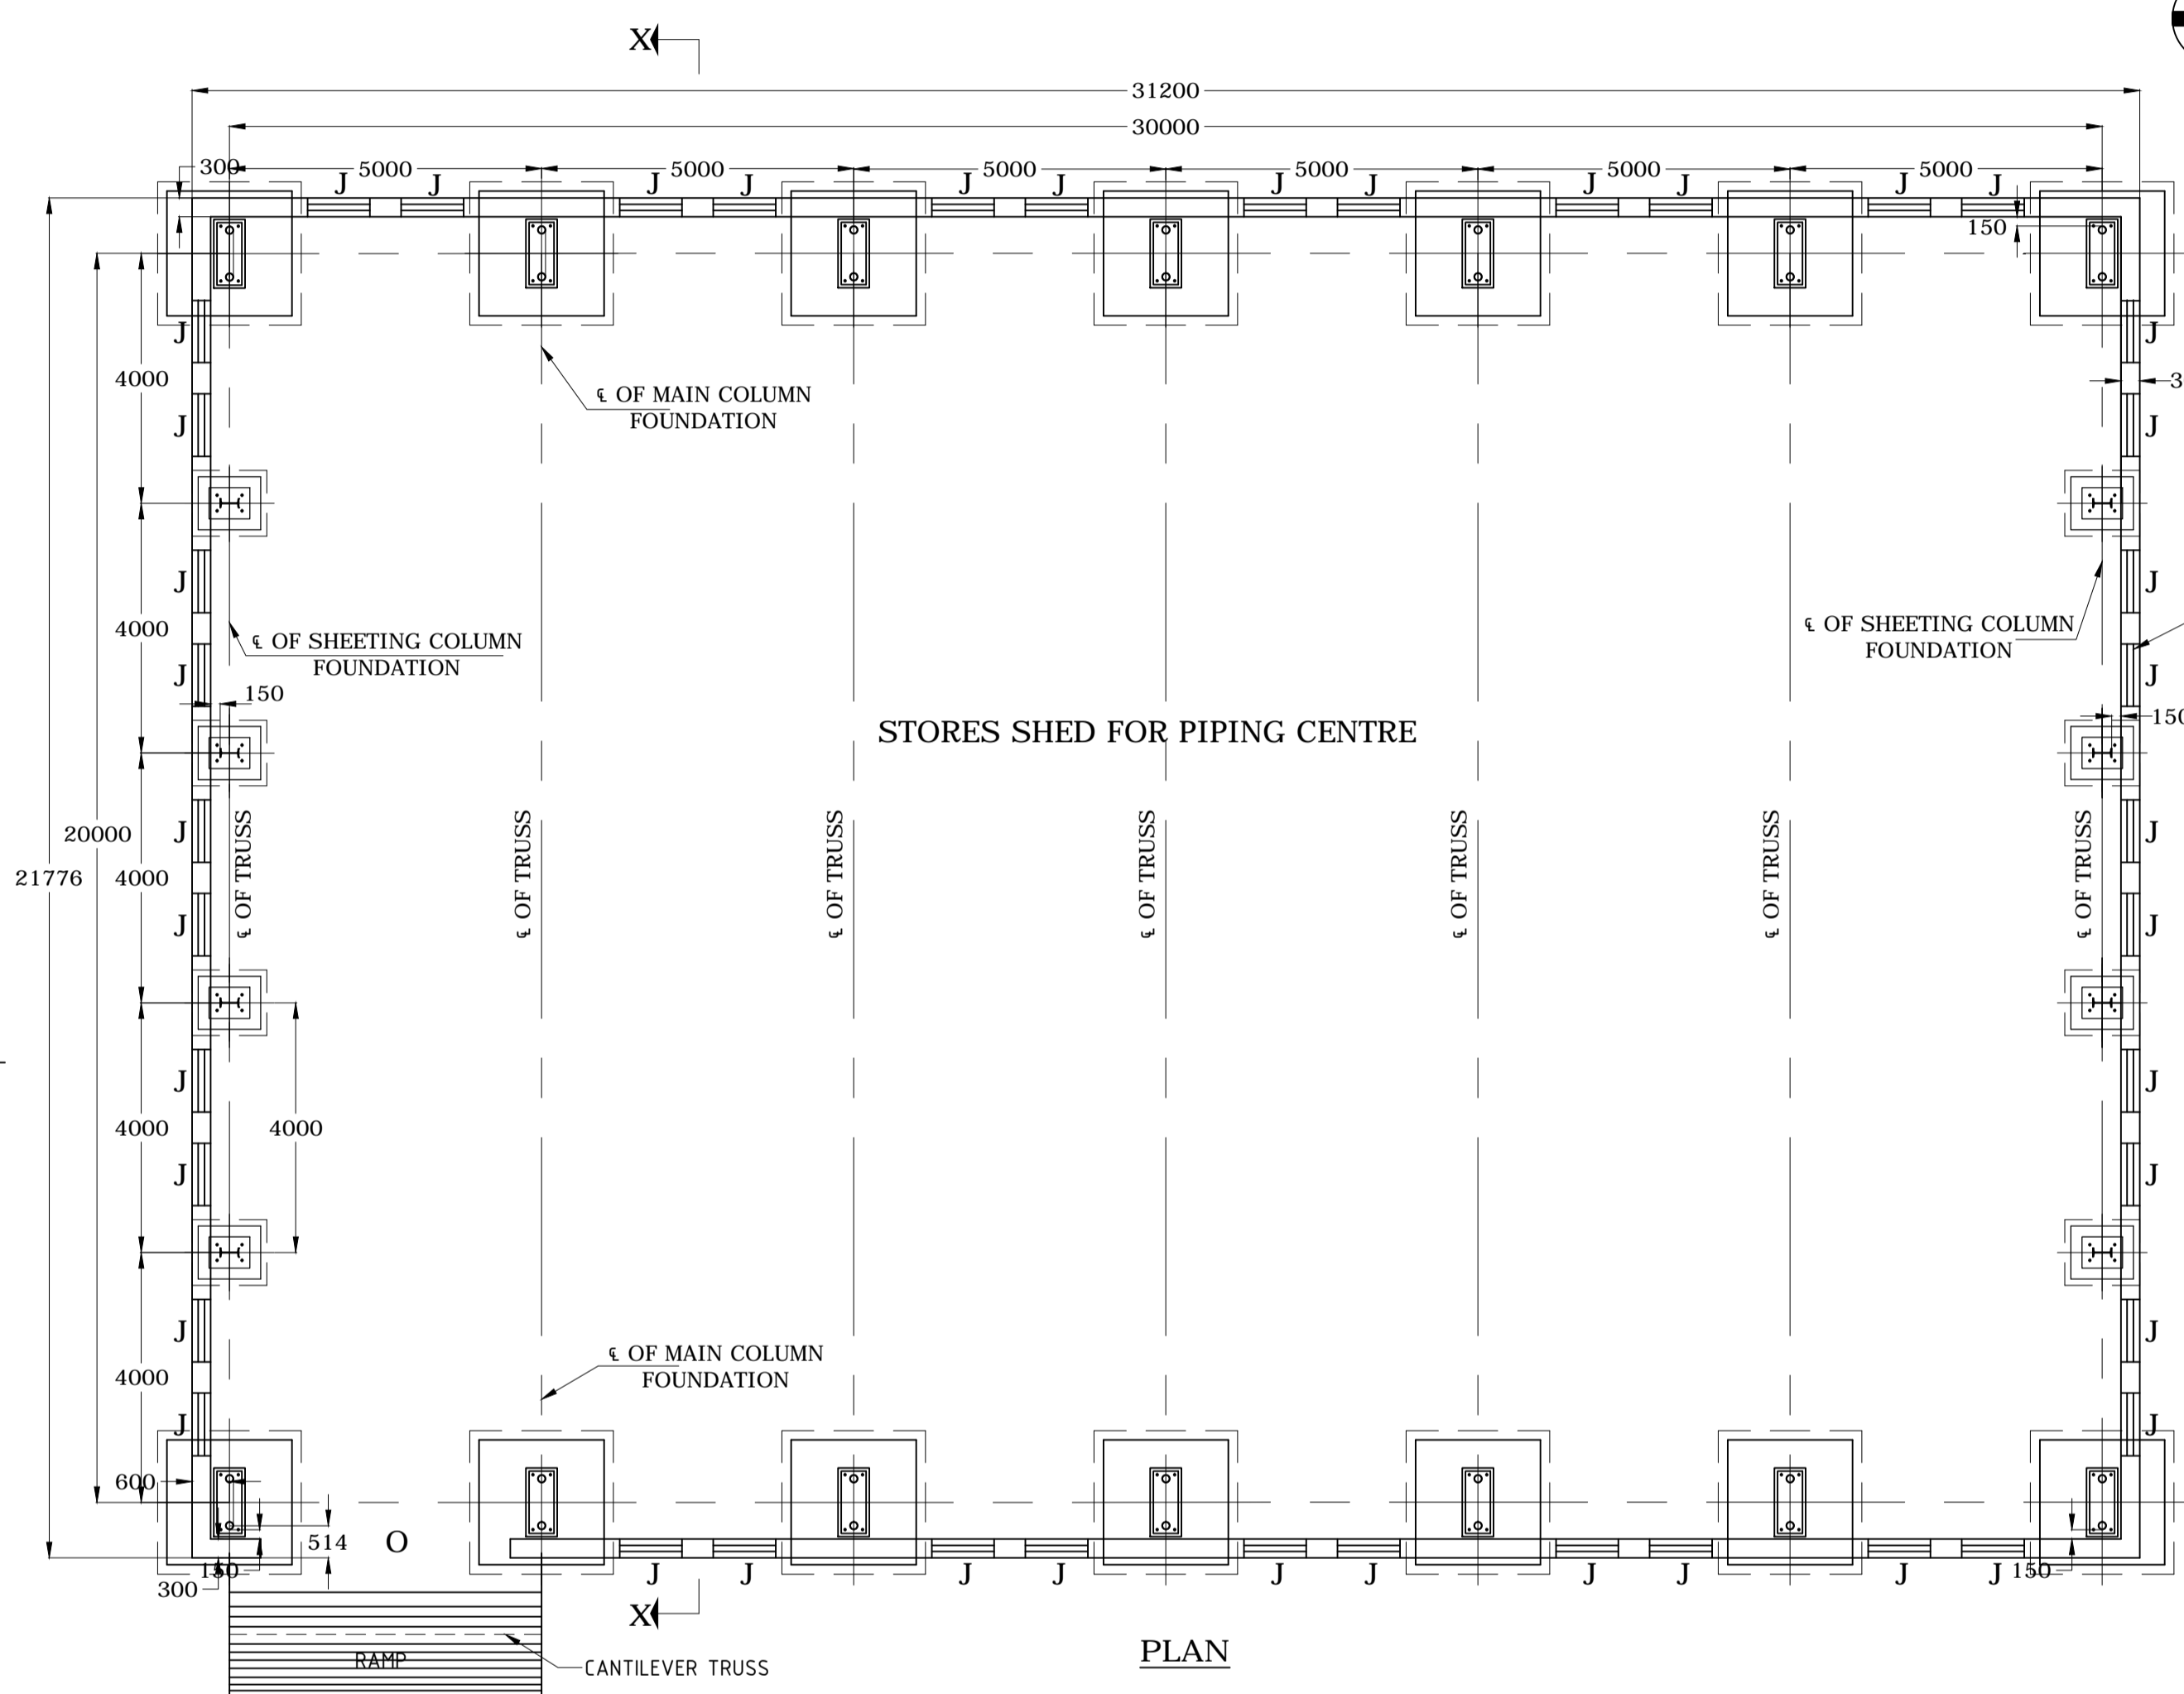 X
31200
30000
300
5000
5000
5000
5000
5000
5000
J J J J J J J J J J J J
150
J
J
4000
3
℄ OF MAIN COLUMN
FOUNDATION
J
J
J
J
4000
℄ OF SHEETING COLUMN
FOUNDATION
℄ OF SHEETING COLUMN
FOUNDATION
J
J
150
150
STORES SHED FOR PIPING CENTRE
20000
21776
4000
J
J
℄ OF TRUSS
℄ OF TRUSS
℄ OF TRUSS
℄ OF TRUSS
℄ OF TRUSS
℄ OF TRUSS
℄ OF TRUSS
J
J
J
J
4000
4000
J
J
J
J
℄ OF MAIN COLUMN
FOUNDATION
4000
J
J
600
514
O
150
300
J J J J J J J J J J
150
X
RAMP
CANTILEVER TRUSS
PLAN